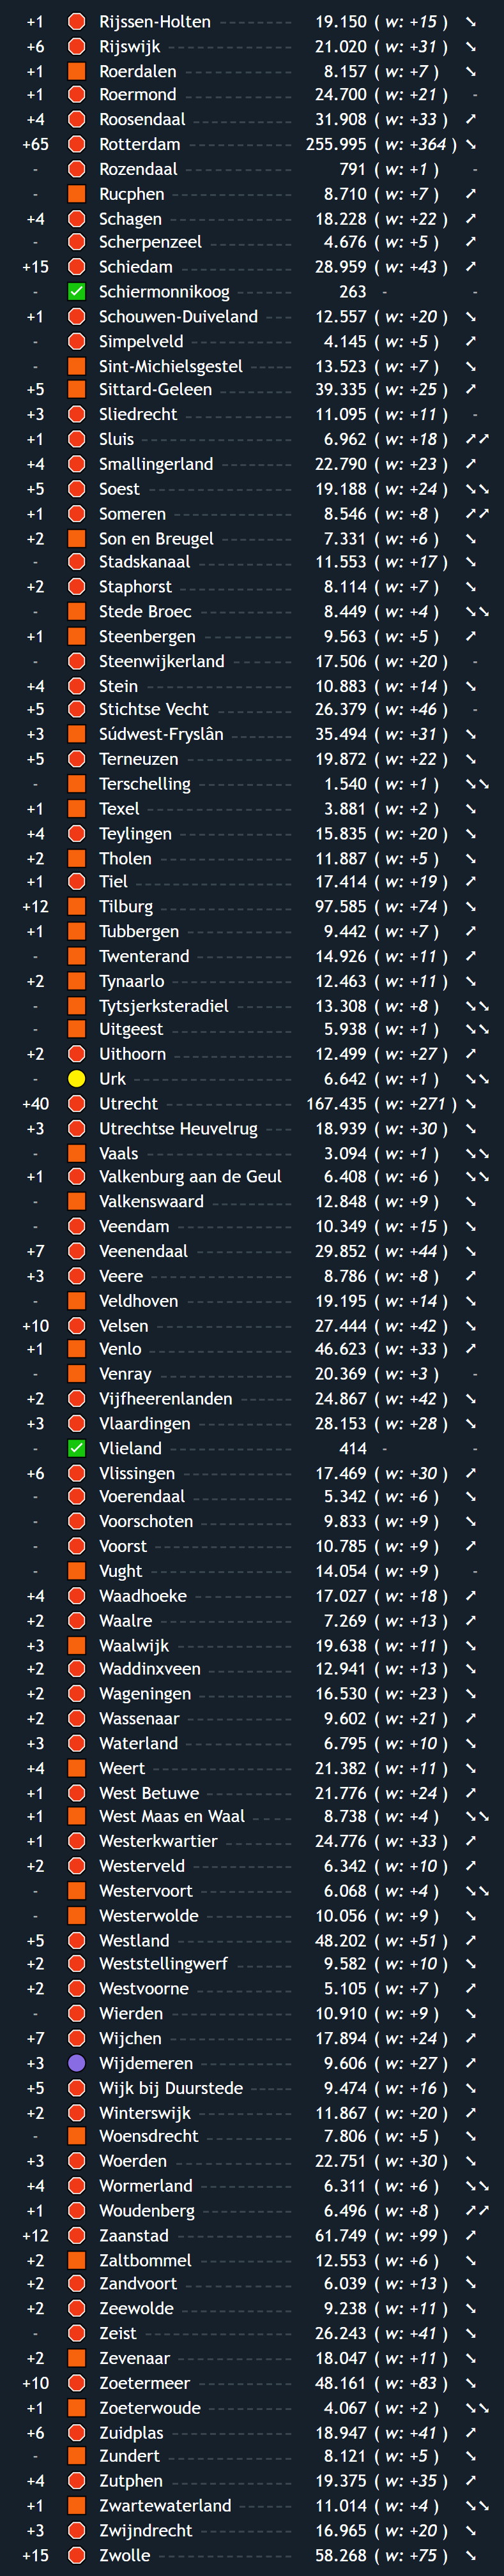 +1 Rijssen-Holten 19.150 ( w: +15 ) ➘
+6 Rijswijk 21.020 ( w: +31 ) ➘
+1 Roerdalen 8.157 ( w: +7 ) ➘
+1 Roermond 24.700 ( w: +21 ) -
+4 Roosendaal 31.908 ( w: +33 ) ➚
+65 Rotterdam 255.995 ( w: +364 ) ➘
- Rozendaal 791 ( w: +1 ) -
- Rucphen 8.710 ( w: +7 ) ➚
+4 Schagen 18.228 ( w: +22 ) ➚
- Scherpenzeel 4.676 ( w: +5 ) ➚
+15 Schiedam 28.959 ( w: +43 ) ➚
- Schiermonnikoog 263 - -
+1 Schouwen-Duiveland 12.557 ( w: +20 ) ➘
- Simpelveld 4.145 ( w: +5 ) ➚
- Sint-Michielsgestel 13.523 ( w: +7 ) ➘
+5 Sittard-Geleen 39.335 ( w: +25 ) ➚
+3 Sliedrecht 11.095 ( w: +11 ) -
+1 Sluis 6.962 ( w: +18 ) ➚➚
+4 Smallingerland 22.790 ( w: +23 ) ➚
+5 Soest 19.188 ( w: +24 ) ➘➘
+1 Someren 8.546 ( w: +8 ) ➚➚
+2 Son en Breugel 7.331 ( w: +6 ) ➘
- Stadskanaal 11.553 ( w: +17 ) ➘
+2 Staphorst 8.114 ( w: +7 ) ➘
- Stede Broec 8.449 ( w: +4 ) ➘➘
+1 Steenbergen 9.563 ( w: +5 ) ➚
- Steenwijkerland 17.506 ( w: +20 ) -
+4 Stein 10.883 ( w: +14 ) ➘
+5 Stichtse Vecht 26.379 ( w: +46 ) -
+3 Súdwest-Fryslân 35.494 ( w: +31 ) ➘
+5 Terneuzen 19.872 ( w: +22 ) ➘
- Terschelling 1.540 ( w: +1 ) ➘➘
+1 Texel 3.881 ( w: +2 ) ➘
+4 Teylingen 15.835 ( w: +20 ) ➘
+2 Tholen 11.887 ( w: +5 ) ➘
+1 Tiel 17.414 ( w: +19 ) ➚
+12 Tilburg 97.585 ( w: +74 ) ➘
+1 Tubbergen 9.442 ( w: +7 ) ➚
- Twenterand 14.926 ( w: +11 ) ➚
+2 Tynaarlo 12.463 ( w: +11 ) ➘
- Tytsjerksteradiel 13.308 ( w: +8 ) ➘➘
- Uitgeest 5.938 ( w: +1 ) ➘➘
+2 Uithoorn 12.499 ( w: +27 ) ➚
- Urk 6.642 ( w: +1 ) ➘➘
+40 Utrecht 167.435 ( w: +271 ) ➘
+3 Utrechtse Heuvelrug 18.939 ( w: +30 ) ➘
- Vaals 3.094 ( w: +1 ) ➘➘
+1 Valkenburg aan de Geul 6.408 ( w: +6 ) ➘➘
- Valkenswaard 12.848 ( w: +9 ) ➘
- Veendam 10.349 ( w: +15 ) ➘
+7 Veenendaal 29.852 ( w: +44 ) ➘
+3 Veere 8.786 ( w: +8 ) ➚
- Veldhoven 19.195 ( w: +14 ) ➘
+10 Velsen 27.444 ( w: +42 ) ➘
+1 Venlo 46.623 ( w: +33 ) ➚
- Venray 20.369 ( w: +3 ) -
+2 Vijfheerenlanden 24.867 ( w: +42 ) ➘
+3 Vlaardingen 28.153 ( w: +28 ) ➘
- Vlieland 414 - -
+6 Vlissingen 17.469 ( w: +30 ) ➚
- Voerendaal 5.342 ( w: +6 ) ➘
- Voorschoten 9.833 ( w: +9 ) ➘
- Voorst 10.785 ( w: +9 ) ➚
- Vught 14.054 ( w: +9 ) -
+4 Waadhoeke 17.027 ( w: +18 ) ➚
+2 Waalre 7.269 ( w: +13 ) ➚
+3 Waalwijk 19.638 ( w: +11 ) ➘
+2 Waddinxveen 12.941 ( w: +13 ) ➘
+2 Wageningen 16.530 ( w: +23 ) ➘
+2 Wassenaar 9.602 ( w: +21 ) ➚
+3 Waterland 6.795 ( w: +10 ) ➘
+4 Weert 21.382 ( w: +11 ) ➘
+1 West Betuwe 21.776 ( w: +24 ) ➚
+1 West Maas en Waal 8.738 ( w: +4 ) ➘➘
+1 Westerkwartier 24.776 ( w: +33 ) ➚
+2 Westerveld 6.342 ( w: +10 ) ➚
- Westervoort 6.068 ( w: +4 ) ➘➘
- Westerwolde 10.056 ( w: +9 ) ➘
+5 Westland 48.202 ( w: +51 ) ➚
+2 Weststellingwerf 9.582 ( w: +10 ) ➘
+2 Westvoorne 5.105 ( w: +7 ) ➚
- Wierden 10.910 ( w: +9 ) ➘
+7 Wijchen 17.894 ( w: +24 ) ➚
+3 Wijdemeren 9.606 ( w: +27 ) ➚
+5 Wijk bij Duurstede 9.474 ( w: +16 ) ➘
+2 Winterswijk 11.867 ( w: +20 ) ➚
- Woensdrecht 7.806 ( w: +5 ) ➘
+3 Woerden 22.751 ( w: +30 ) ➘
+4 Wormerland 6.311 ( w: +6 ) ➘➘
+1 Woudenberg 6.496 ( w: +8 ) ➚➚
+12 Zaanstad 61.749 ( w: +99 ) ➚
+2 Zaltbommel 12.553 ( w: +6 ) ➘
+2 Zandvoort 6.039 ( w: +13 ) ➘
+2 Zeewolde 9.238 ( w: +11 ) ➘
- Zeist 26.243 ( w: +41 ) ➘
+2 Zevenaar 18.047 ( w: +11 ) ➘
+10 Zoetermeer 48.161 ( w: +83 ) ➘
+1 Zoeterwoude 4.067 ( w: +2 ) ➘➘
+6 Zuidplas 18.947 ( w: +41 ) ➚
- Zundert 8.121 ( w: +5 ) ➘
+4 Zutphen 19.375 ( w: +35 ) ➚
+1 Zwartewaterland 11.014 ( w: +4 ) ➘➘
+3 Zwijndrecht 16.965 ( w: +20 ) ➘
+15 Zwolle 58.268 ( w: +75 ) ➘